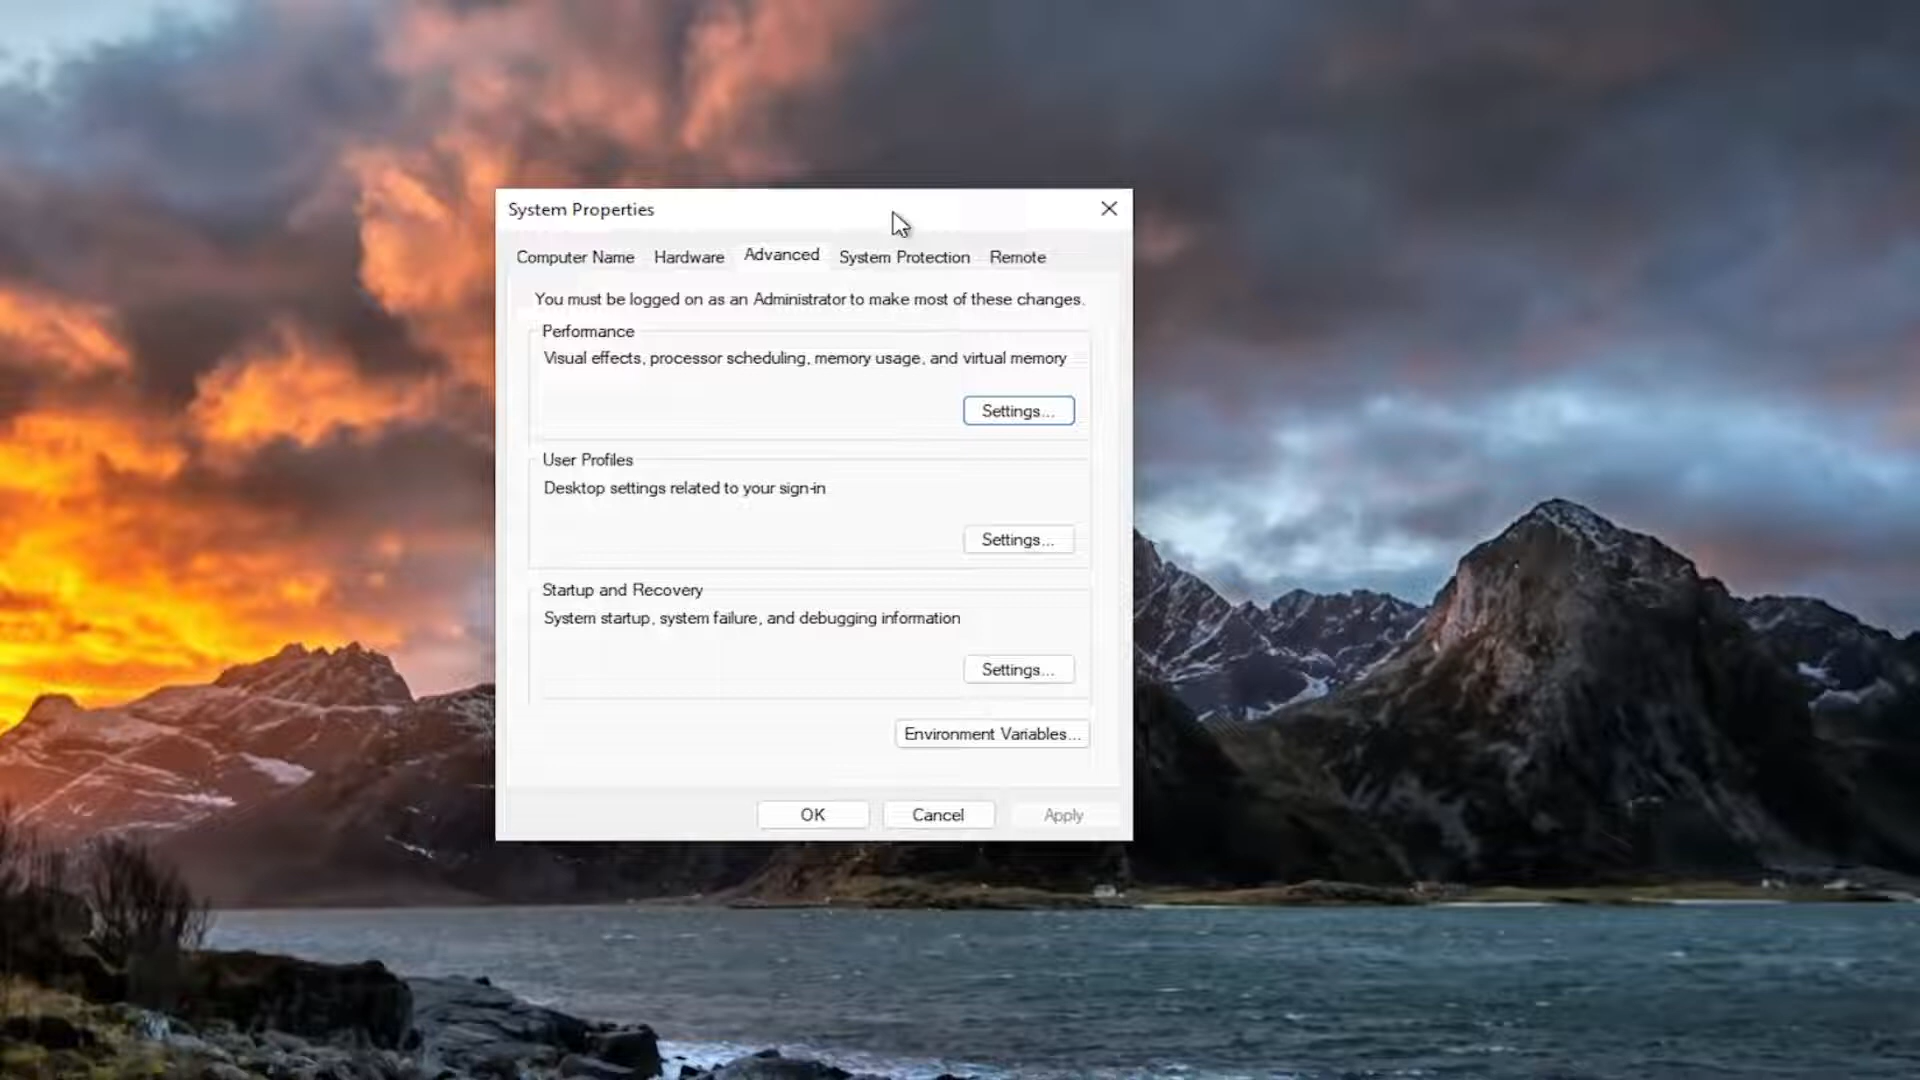 System Properties
Computer Name Hardware Advanced System Protection Remote
You must be logged on as an Administrator to make most of these changes.
Performance
Visual effects, processor scheduling, memory usage, and virtual memory
Settings...
User Profiles
Desktop settings related to your sign-in
Settings...
Startup and Recovery
System startup, system failure, and debugging information
Settings...
Environment Variables...
OK Cancel Apply